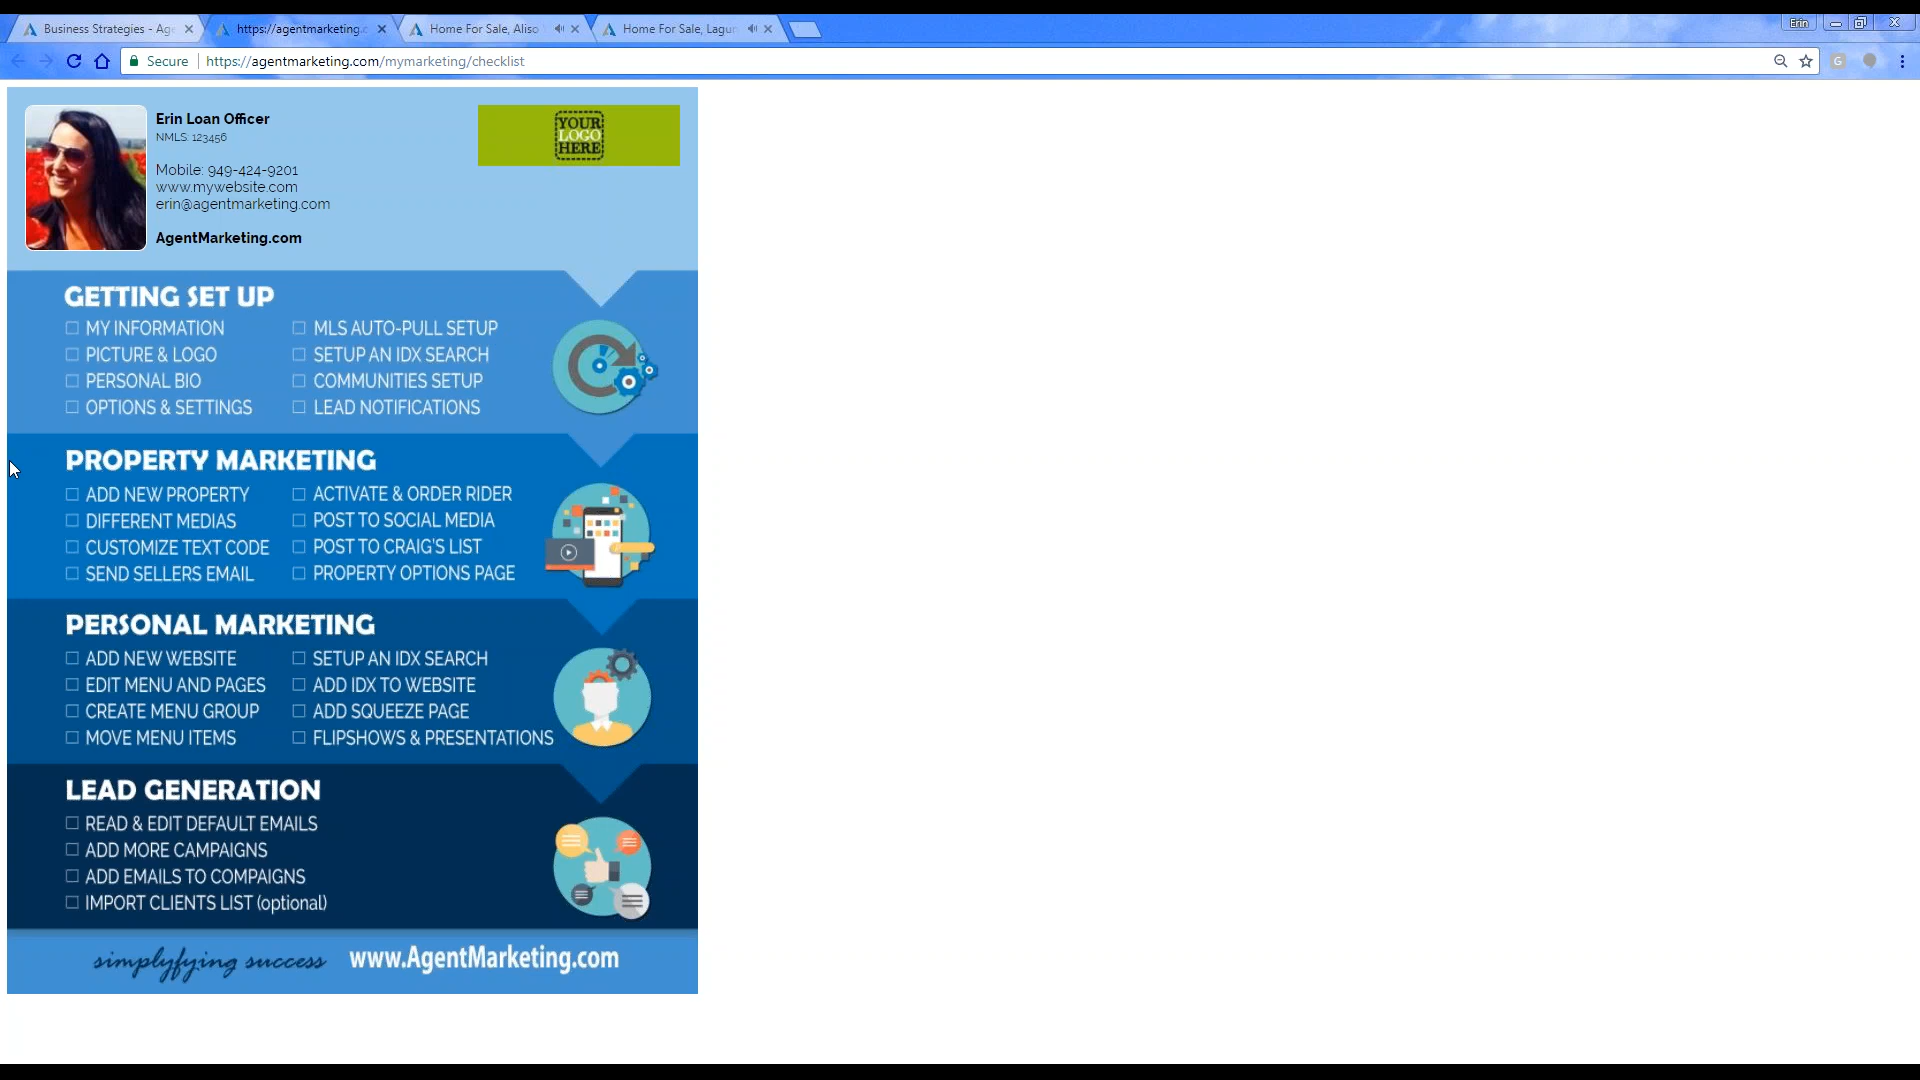 Business Strategies - Age
https://agentmarketing.c
Home For Sale, Aliso
Home For Sale, Lagun
Erin
Secure
https://agentmarketing.com/mymarketing/checklist
G
Erin Loan Officer
NMLS: 123456
Mobile: 949-424-9201
www.mywebsite.com
erin@agentmarketing.com
AgentMarketing.com
YOUR
LOGO
HERE
GETTING SET UP
MY INFORMATION
PICTURE & LOGO
PERSONAL BIO
OPTIONS & SETTINGS
MLS AUTO-PULL SETUP
SETUP AN IDX SEARCH
COMMUNITIES SETUP
LEAD NOTIFICATIONS
PROPERTY MARKETING
ADD NEW PROPERTY
DIFFERENT MEDIAS
CUSTOMIZE TEXT CODE
SEND SELLERS EMAIL
ACTIVATE & ORDER RIDER
POST TO SOCIAL MEDIA
POST TO CRAIG'S LIST
PROPERTY OPTIONS PAGE
PERSONAL MARKETING
ADD NEW WEBSITE
EDIT MENU AND PAGES
CREATE MENU GROUP
MOVE MENU ITEMS
SETUP AN IDX SEARCH
ADD IDX TO WEBSITE
ADD SQUEEZE PAGE
FLIPSHOWS & PRESENTATIONS
LEAD GENERATION
READ & EDIT DEFAULT EMAILS
ADD MORE CAMPAIGNS
ADD EMAILS TO COMPAIGNS
IMPORT CLIENTS LIST (optional)
simplyfying success
www.AgentMarketing.com